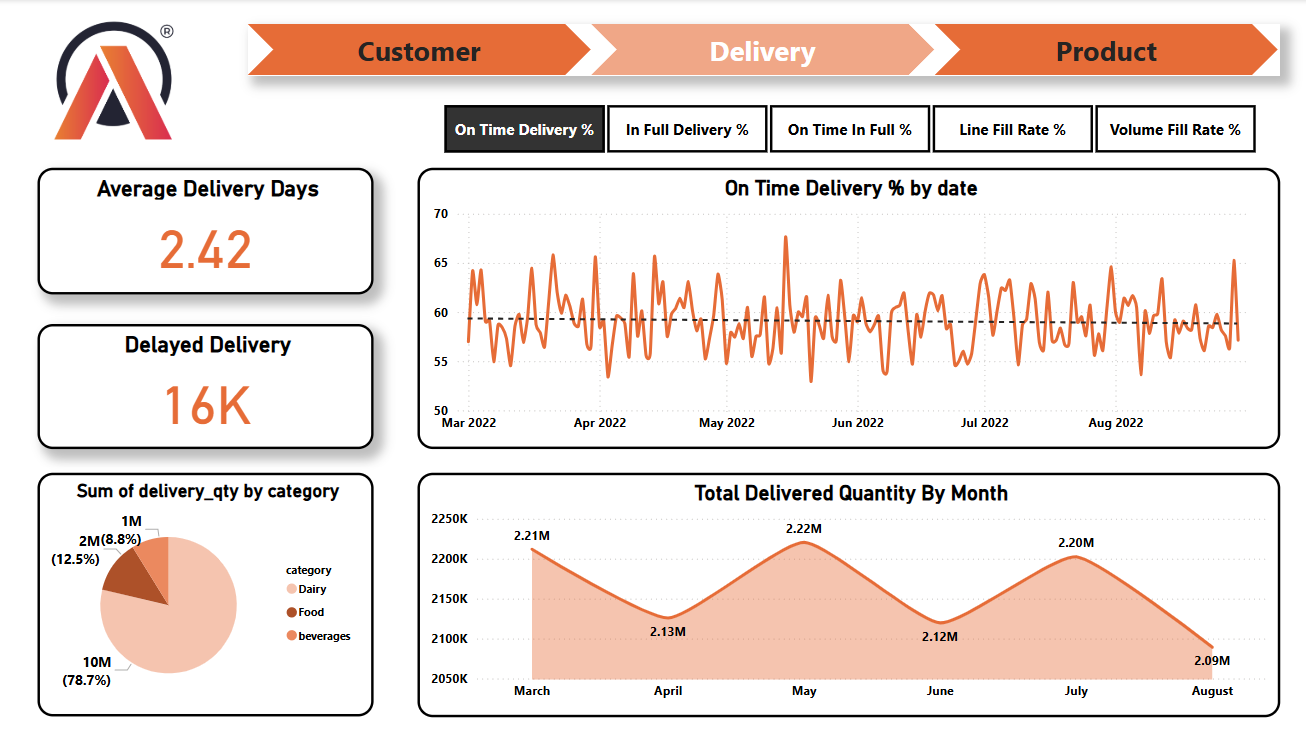 ®
Customer
Delivery
Product
On Time Delivery %
In Full Delivery %
On Time In Full %
Line Fill Rate %
Volume Fill Rate %
Average Delivery Days
2.42
Delayed Delivery
16K
On Time Delivery % by date
70
65
60
55
50
Mar 2022
Apr 2022
May 2022
Jun 2022
Jul 2022
Aug 2022
Sum of delivery_qty by category
1M
(8.8%)
2M
(12.5%)
10M
(78.7%)
category
Dairy
Food
beverages
Total Delivered Quantity By Month
2250K
2200K
2150K
2100K
2050K
2.21M
2.13M
2.22M
2.12M
2.20M
2.09M
March
April
May
June
July
August